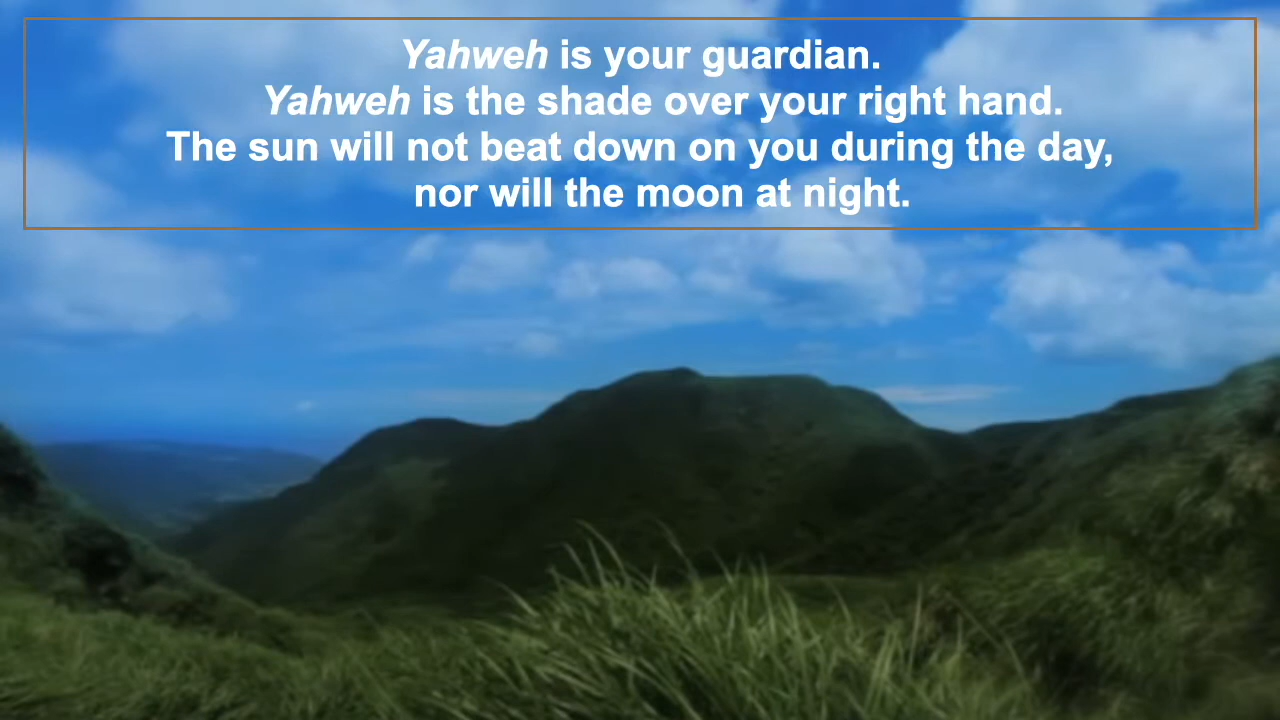 Yahweh is your guardian.
Yahweh is the shade over your right hand.
The sun will not beat down on you during the day,
nor will the moon at night.